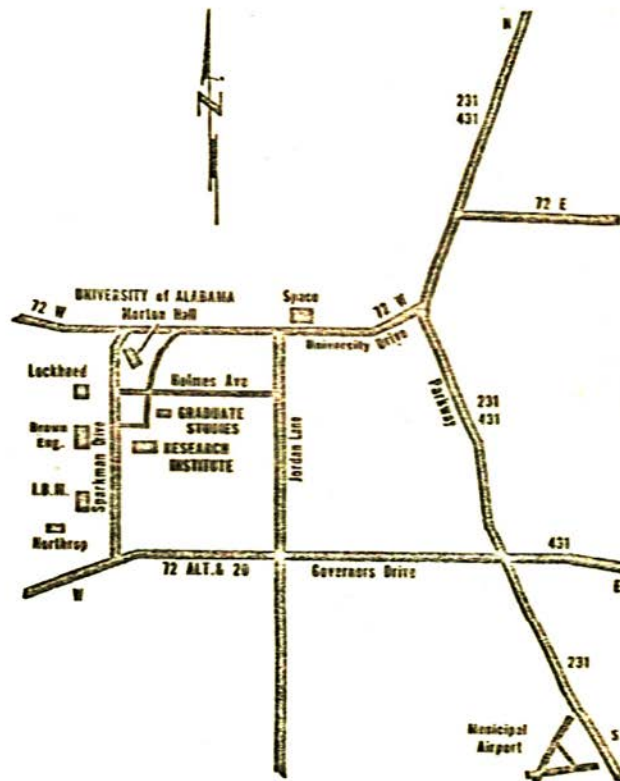 N
N
231
431
72 E
UNIVERSITY of ALABAMA
Morton Hall
Space
72 W
72 W
University Drive
Lockheed
Holmes Ave
Parkway
231
431
GRADUATE
STUDIES
Brown
Eng.
Sparkman Drive
RESEARCH
INSTITUTE
Jordan Lane
I.B.M.
Northrop
431
72 ALT. & 20
Governors Drive
W
E
231
Municipal
Airport
S